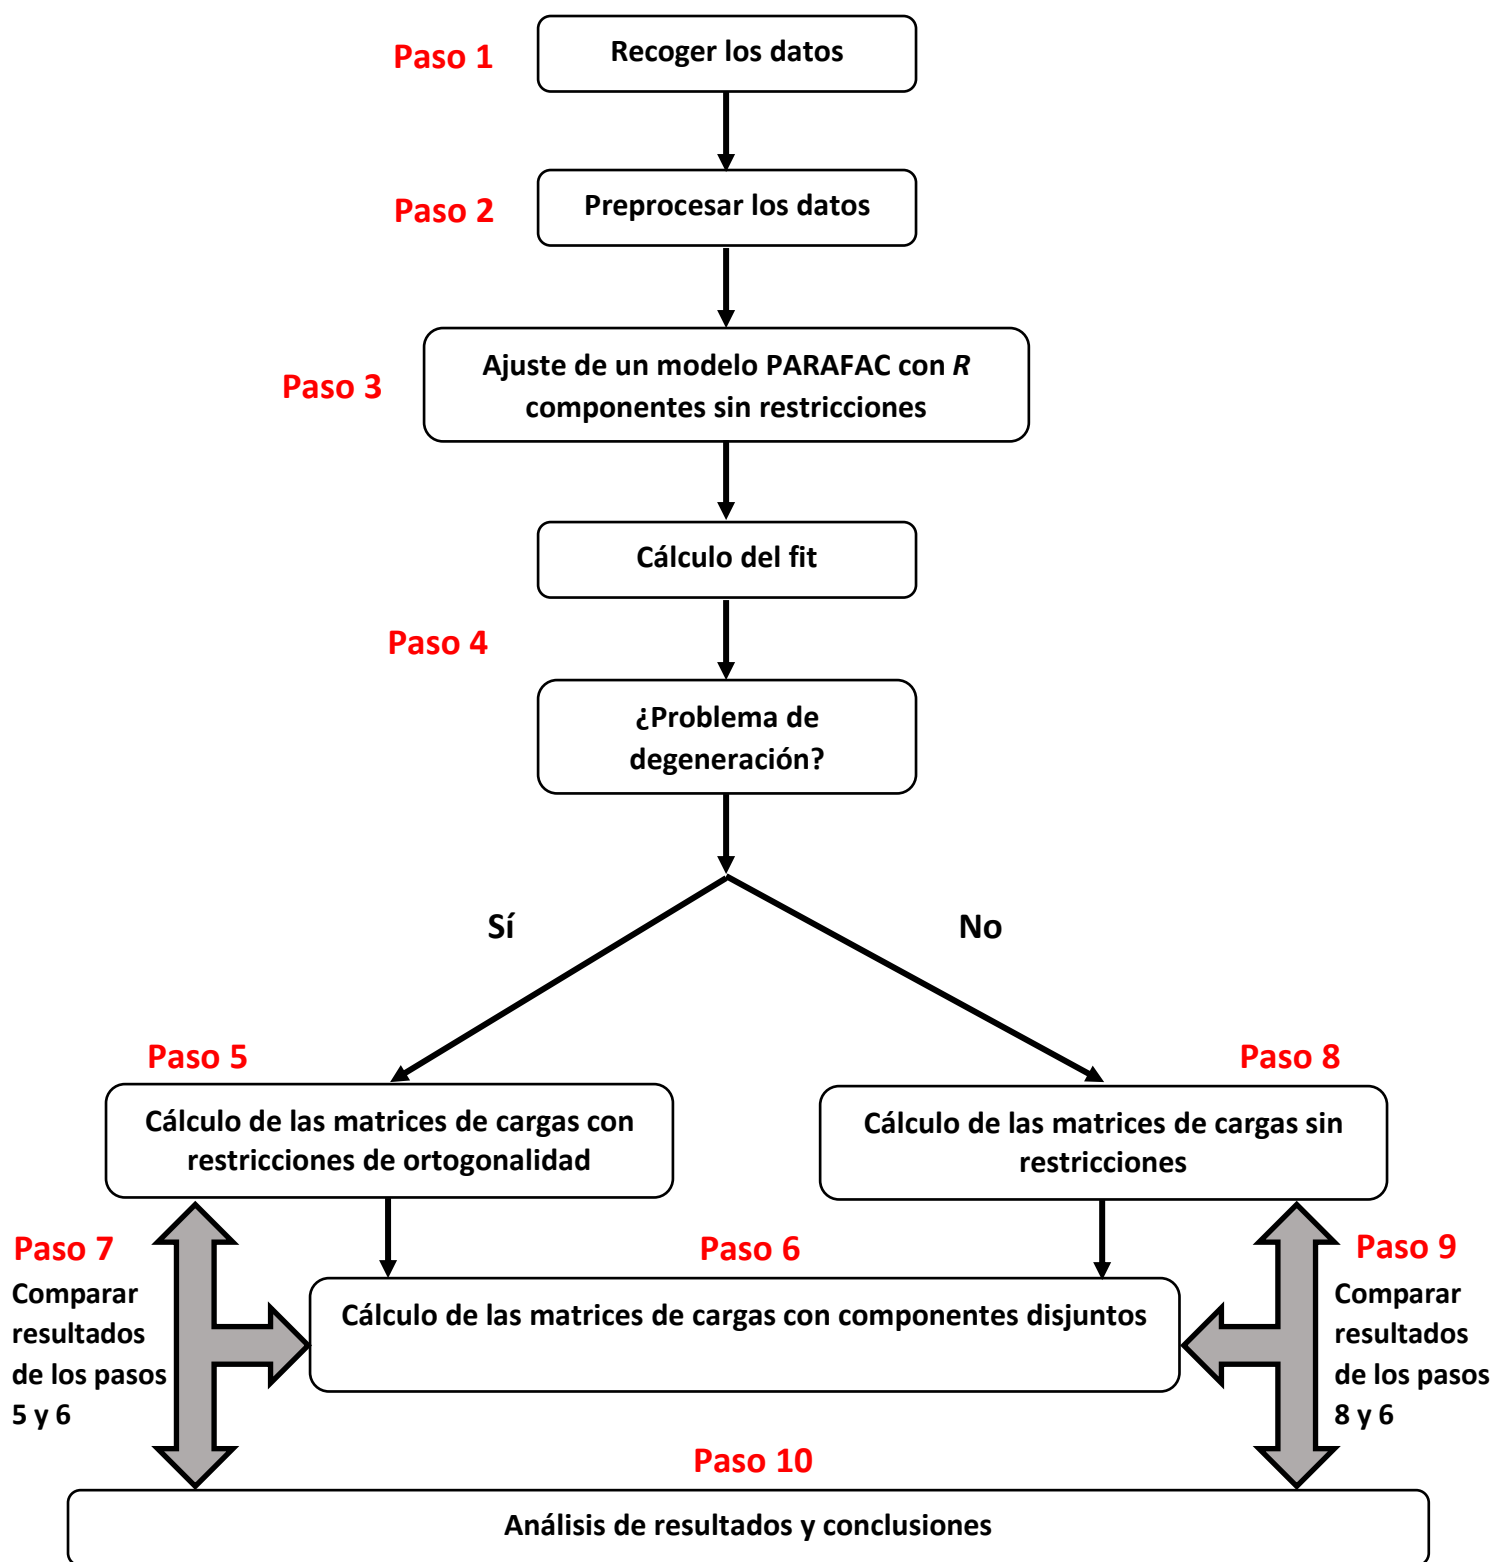 Paso 1
Recoger los datos
Paso 2
Preprocesar los datos
Paso 3
Ajuste de un modelo PARAFAC con R
componentes sin restricciones
Cálculo del fit
Paso 4
¿Problema de
degeneración?
Sí
No
Paso 5
Cálculo de las matrices de cargas con
restricciones de ortogonalidad
Paso 8
Cálculo de las matrices de cargas sin
restricciones
Paso 7
Comparar
resultados
de los pasos
5 y 6
Paso 6
Cálculo de las matrices de cargas con componentes disjuntos
Paso 9
Comparar
resultados
de los pasos
8 y 6
Paso 10
Análisis de resultados y conclusiones